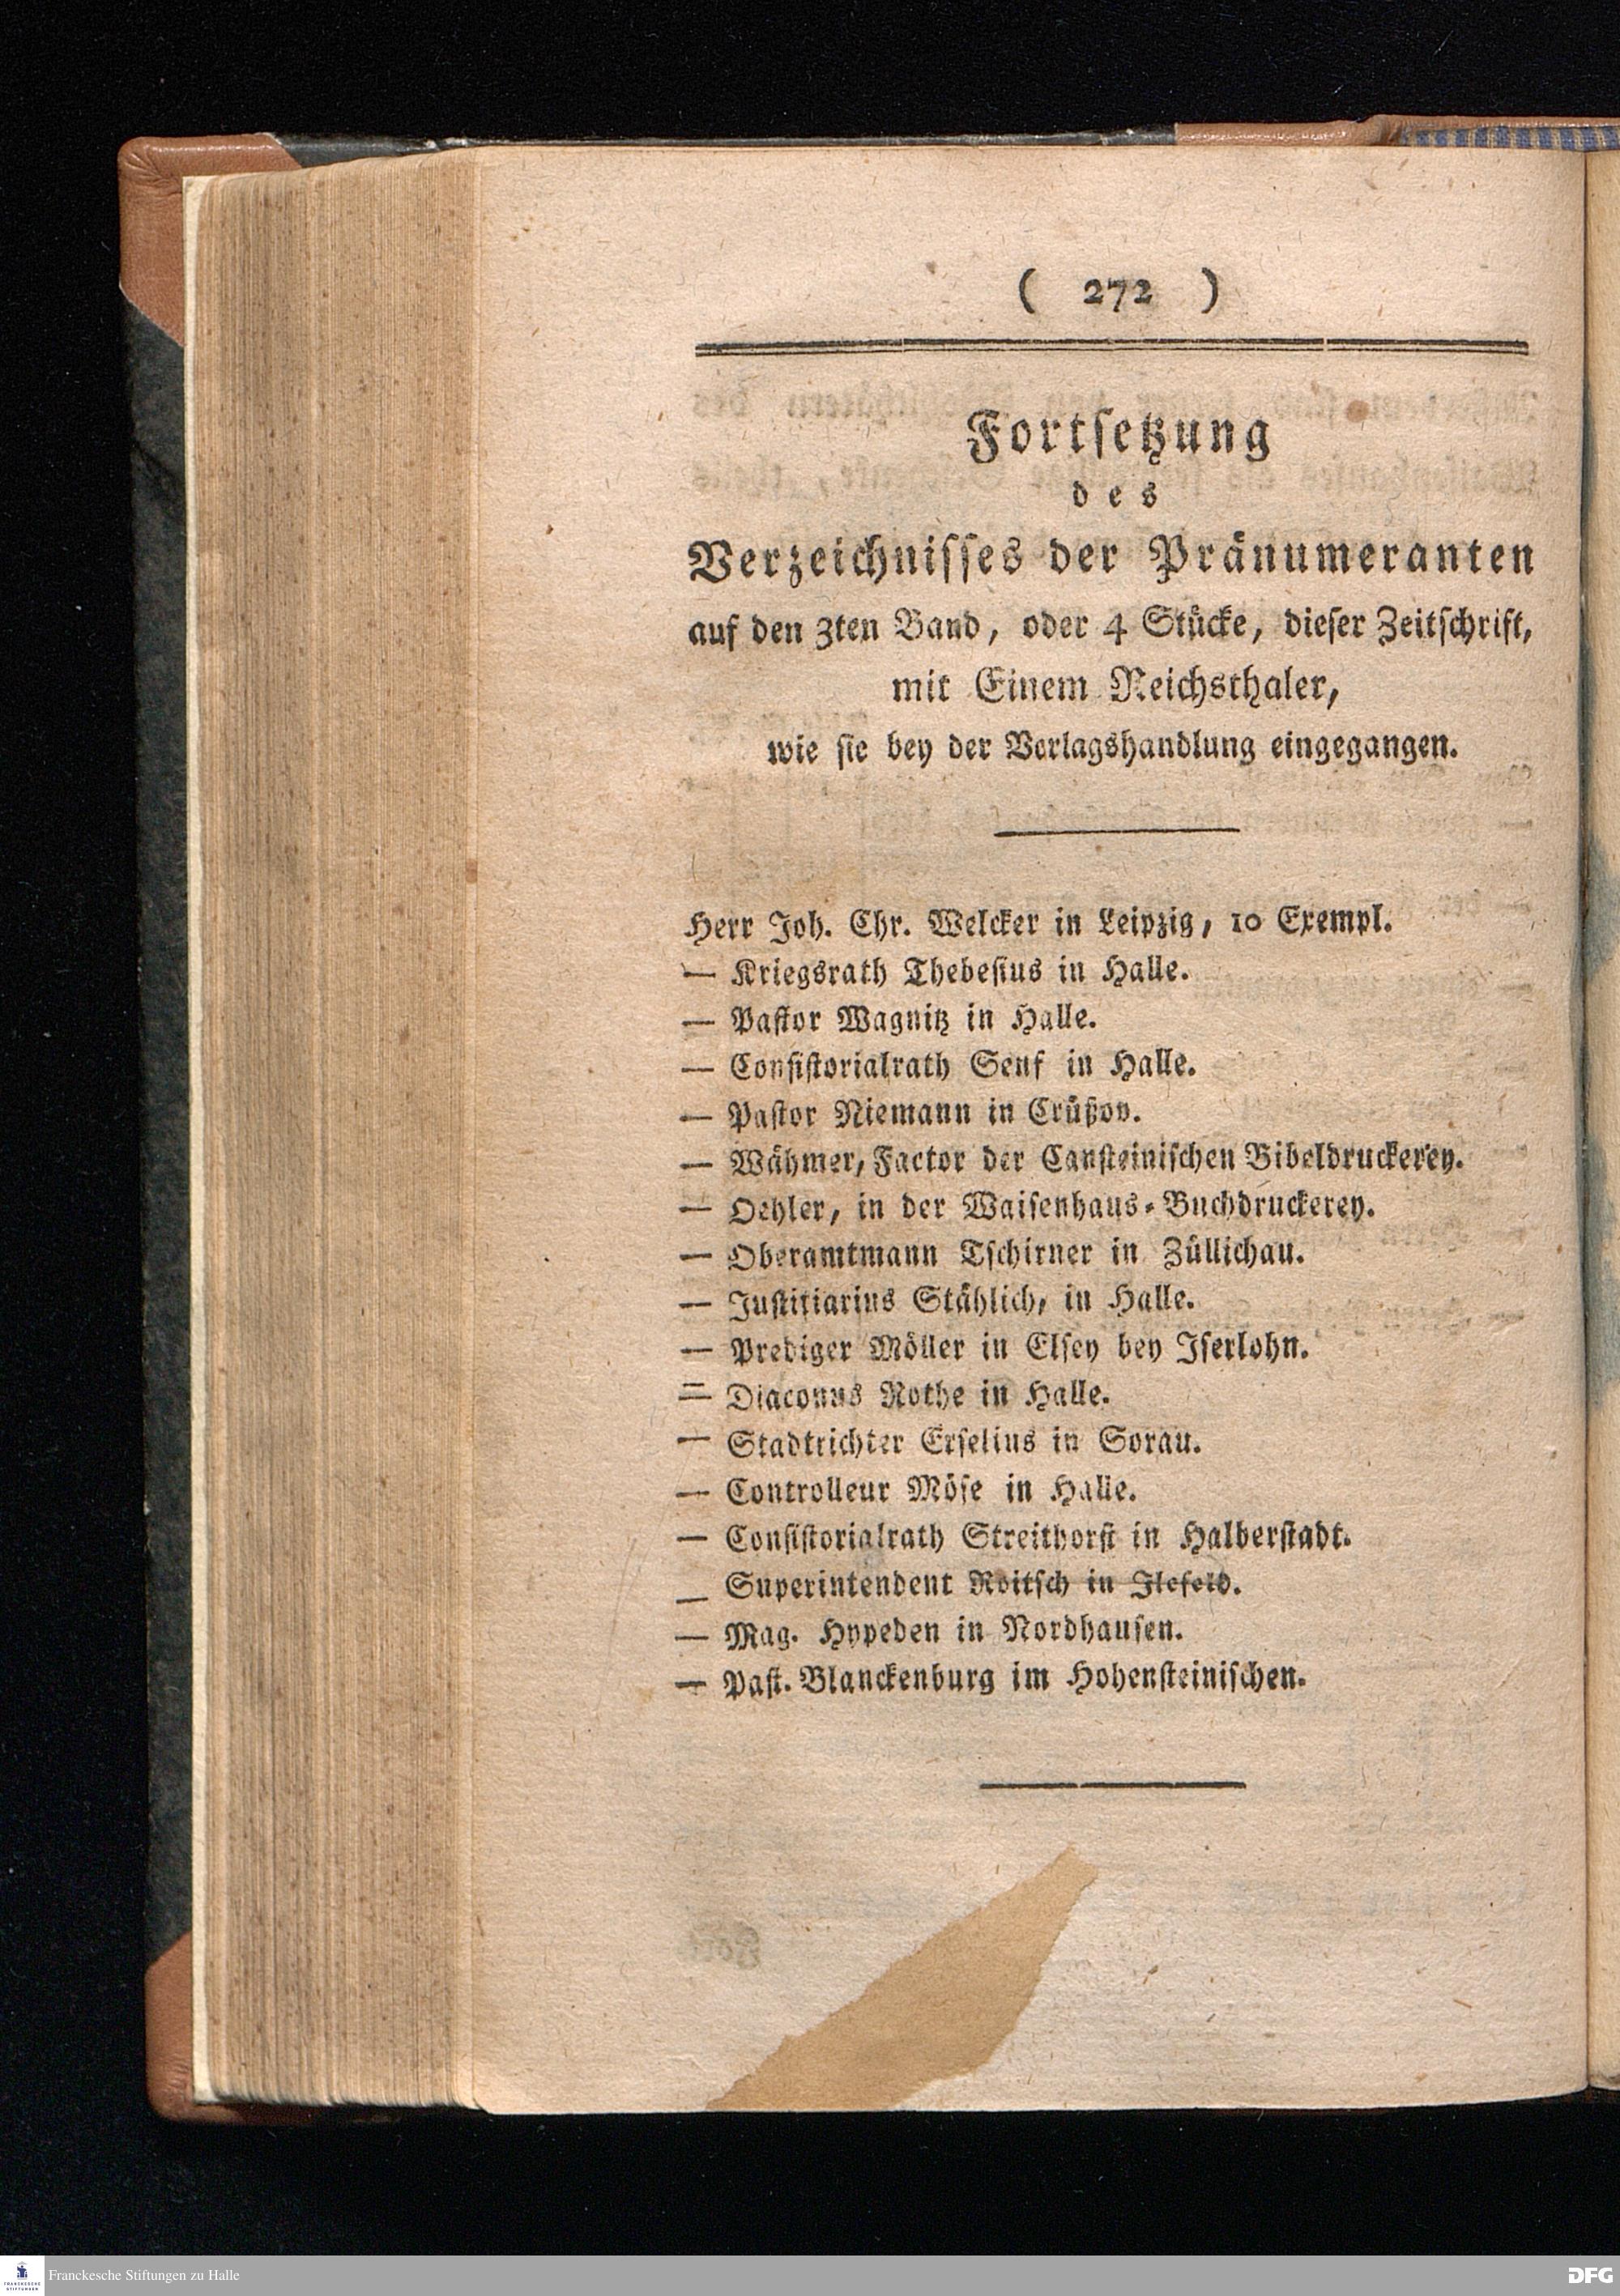 ( 272 )
Fortſetzung
des
Verzeichniſſes der Pränumeranten
auf den 3ten Band, oder 4 Stücke, dieſer Zeitſchrift,
mit Einem Reichsthaler,
wie ſie bey der Verlagshandlung eingegangen.
Herr Joh. Chr. Welcker in Leipzig, 10 Exempl.
— Kriegsrath Thebeſius in Halle.
— Paſtor Wagnitz in Halle.
— Conſiſtorialrath Senf in Halle.
— Paſtor Niemann in Crüßov.
— Wähmer, Factor der Canſteiniſchen Bibeldruckerey.
— Oehler, in der Waiſenhaus-Buchdruckerey.
— Oberamtmann Tſchirner in Züllichau.
— Juſtitiarius Stählich, in Halle.
— Prediger Möller in Elſey bey Iſerlohn.
— Diaconus Rothe in Halle.
— Stadtrichter Erſelius in Sorau.
— Controlleur Möſe in Halle.
— Conſiſtorialrath Streithorſt in Halberſtadt.
— Superintendent Roitſch in Ilefeld.
— Mag. Hypeden in Nordhauſen.
— Paſt. Blanckenburg im Hohenſteiniſchen.
FRANCKESCHE STIFTUNGEN
Franckesche Stiftungen zu Halle
DFG